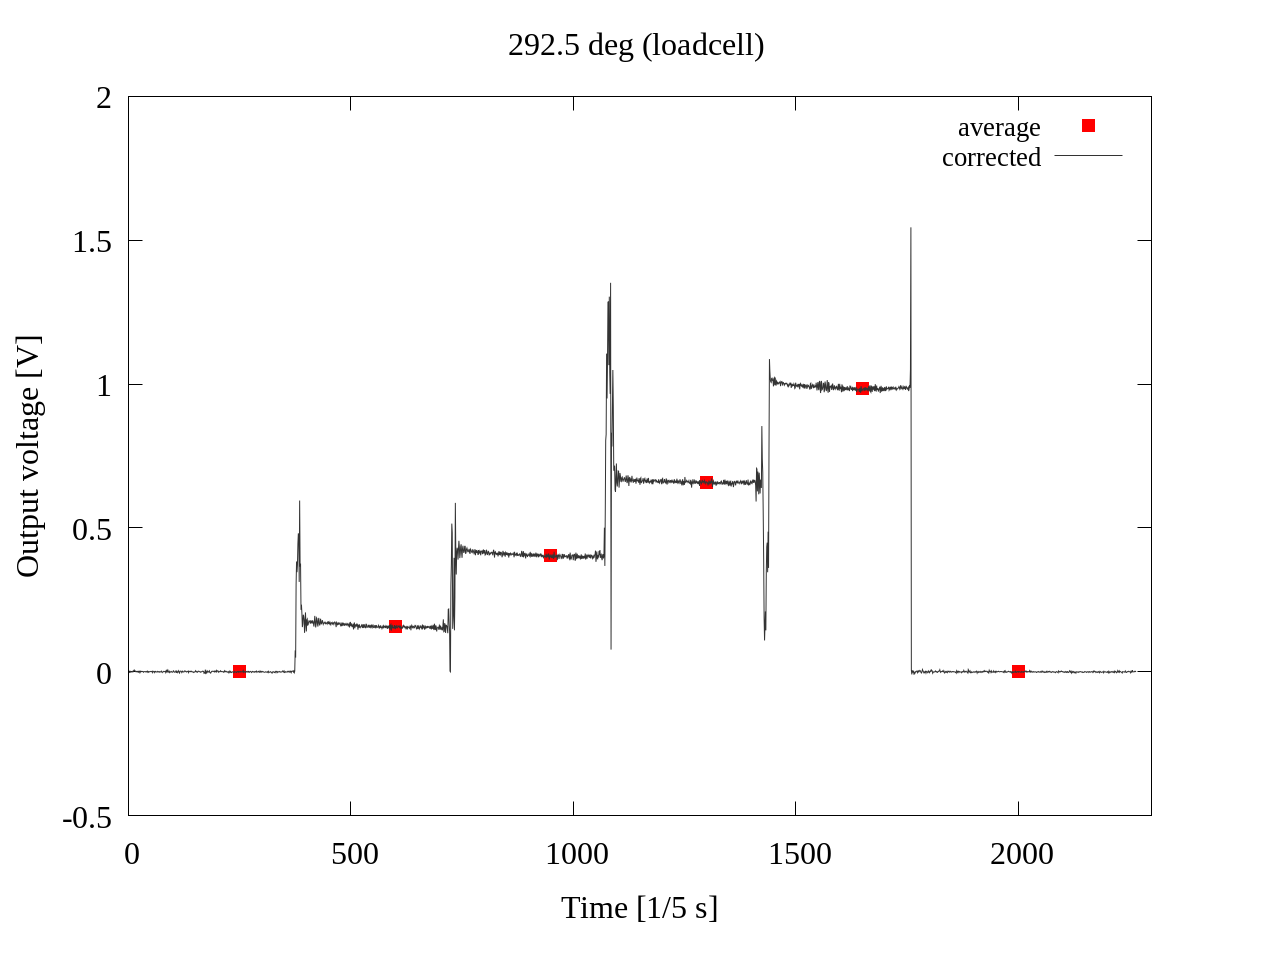 292.5 deg (loadcell)
2
average
corrected
1.5
1
0.5
0
-0.5
Output voltage [V]
0 500 1000 1500 2000
Time [1/5 s]